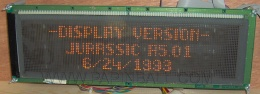 -DISPLAY VERSION-
JURASSIC A5.01
6/24/1993